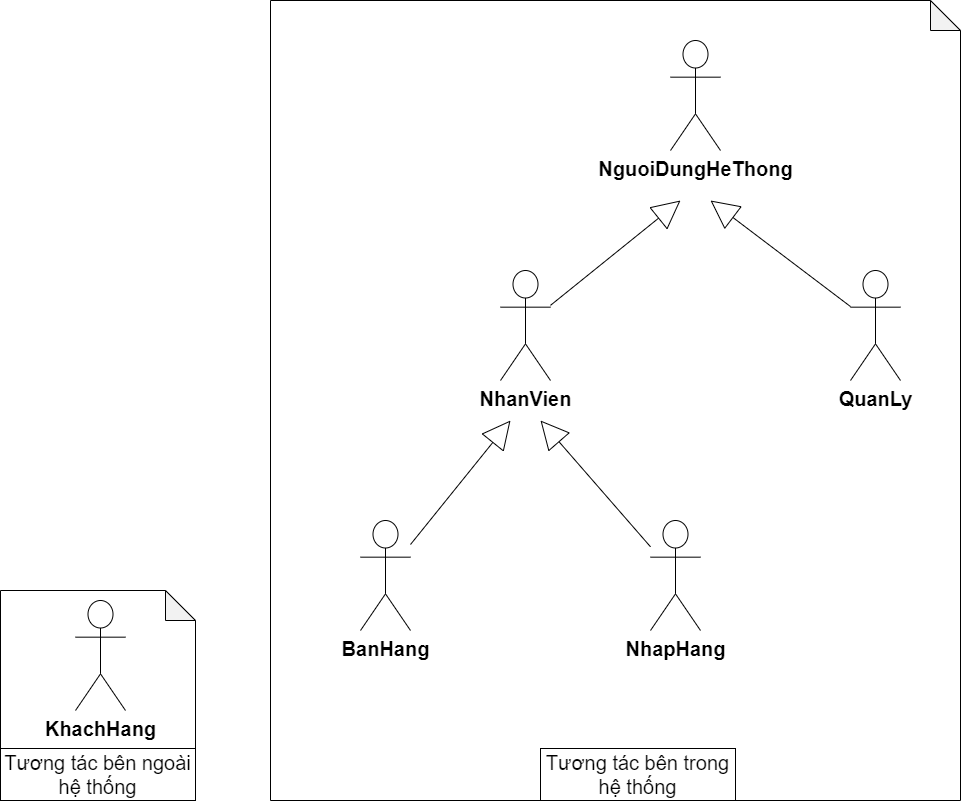 NguoiDungHeThong
NhanVien
QuanLy
BanHang
NhapHang
KhachHang
Tương tác bên ngoài
hệ thống
Tương tác bên trong
hệ thống